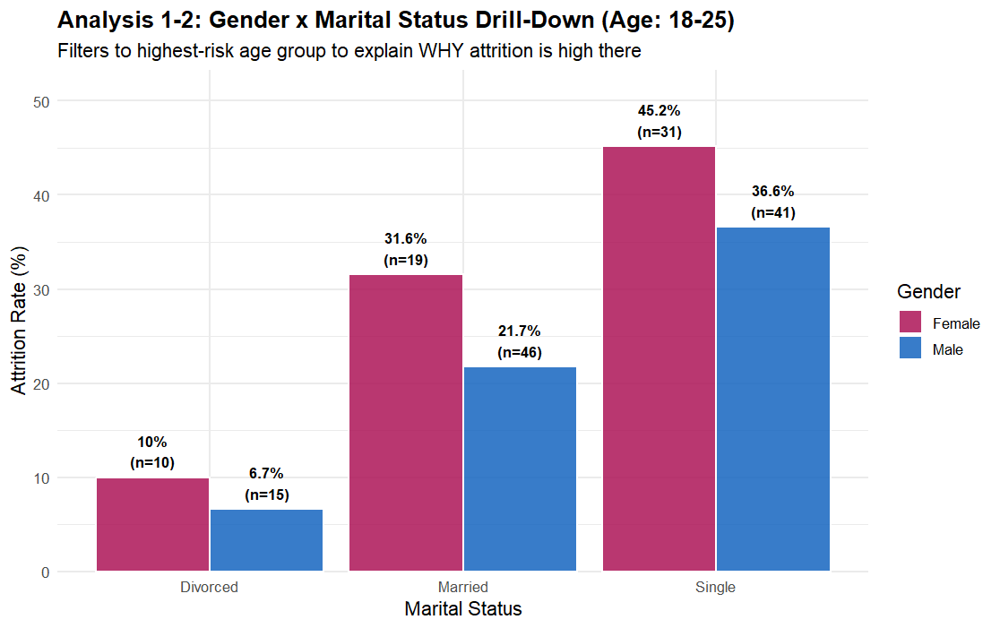 Analysis 1-2: Gender x Marital Status Drill-Down (Age: 18-25)
Filters to highest-risk age group to explain WHY attrition is high there
Attrition Rate (%)
50
40
30
20
10
0
10%
(n=10)
6.7%
(n=15)
31.6%
(n=19)
21.7%
(n=46)
45.2%
(n=31)
36.6%
(n=41)
Divorced
Married
Single
Marital Status
Gender
Female
Male